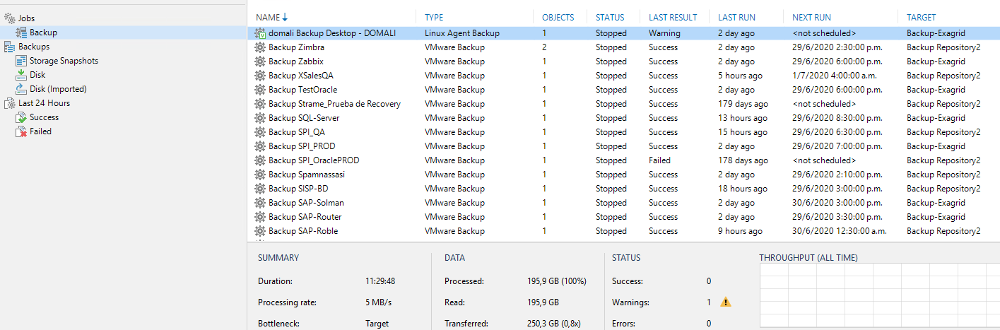 Jobs
Backup
Backups
Storage Snapshots
Disk
Disk (Imported)
Last 24 Hours
Success
Failed
NAME TYPE OBJECTS STATUS LAST RESULT LAST RUN NEXT RUN TARGET
domali Backup Desktop - DOMALI Linux Agent Backup 1 Stopped Warning 2 day ago <not scheduled> Backup-Exagrid
Backup Zimbra VMware Backup 2 Stopped Success 2 day ago 29/6/2020 2:30:00 p.m. Backup Repository2
Backup Zabbix VMware Backup 1 Stopped Success 2 day ago 29/6/2020 6:00:00 p.m. Backup-Exagrid
Backup XSalesQA VMware Backup 1 Stopped Success 5 hours ago 1/7/2020 4:00:00 a.m. Backup Repository2
Backup TestOracle VMware Backup 1 Stopped Success 2 day ago 29/6/2020 6:00:00 p.m. Backup-Exagrid
Backup Strame_Prueba de Recovery VMware Backup 1 Stopped Success 179 days ago <not scheduled> Backup Repository2
Backup SQL-Server VMware Backup 1 Stopped Success 13 hours ago 29/6/2020 8:30:00 p.m. Backup-Exagrid
Backup SPI_QA VMware Backup 1 Stopped Success 15 hours ago 29/6/2020 6:30:00 p.m. Backup Repository2
Backup SPI_PROD VMware Backup 1 Stopped Success 2 day ago 29/6/2020 7:00:00 p.m. Backup-Exagrid
Backup SPI_OraclePROD VMware Backup 1 Stopped Failed 178 days ago <not scheduled> Backup Repository2
Backup Spamnassasi VMware Backup 1 Stopped Success 2 day ago 29/6/2020 2:10:00 p.m. Backup Repository2
Backup SISP-BD VMware Backup 1 Stopped Success 18 hours ago 29/6/2020 3:00:00 p.m. Backup Repository2
Backup SAP-Solman VMware Backup 1 Stopped Success 2 day ago 30/6/2020 3:00:00 p.m. Backup-Exagrid
Backup SAP-Router VMware Backup 1 Stopped Success 2 day ago 29/6/2020 3:30:00 p.m. Backup-Exagrid
Backup SAP-Roble VMware Backup 1 Stopped Success 9 hours ago 30/6/2020 12:30:00 a.m. Backup Repository2
SUMMARY DATA STATUS THROUGHPUT (ALL TIME)
Duration: 11:29:48 Processed: 195,9 GB (100%) Success: 0
Processing rate: 5 MB/s Read: 195,9 GB Warnings: 1
Bottleneck: Target Transferred: 250,3 GB (0,8x) Errors: 0